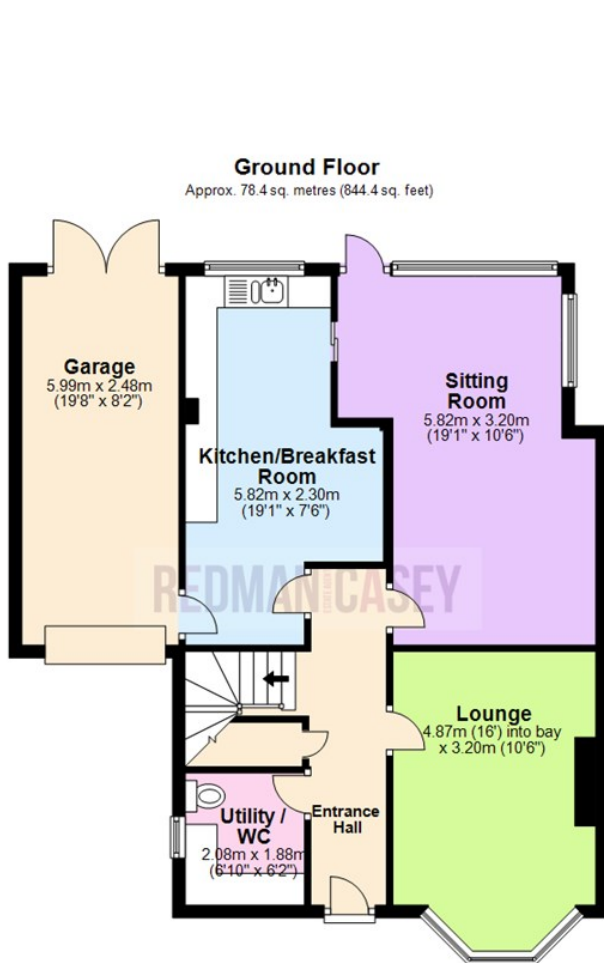 Ground Floor
Approx. 78.4 sq. metres (844.4 sq. feet)
Garage
5.99m x 2.48m
(19'8" x 8'2")
Sitting
Room
5.82m x 3.20m
(19'1" x 10'6")
Kitchen/Breakfast
Room
5.82m x 2.30m
(19'1" x 7'6")
REDMAN CASEY
Lounge
4.87m (16') into bay
x 3.20m (10'6")
Entrance
Hall
Utility /
WC
2.08m x 1.88m
(6'10" x 6'2")